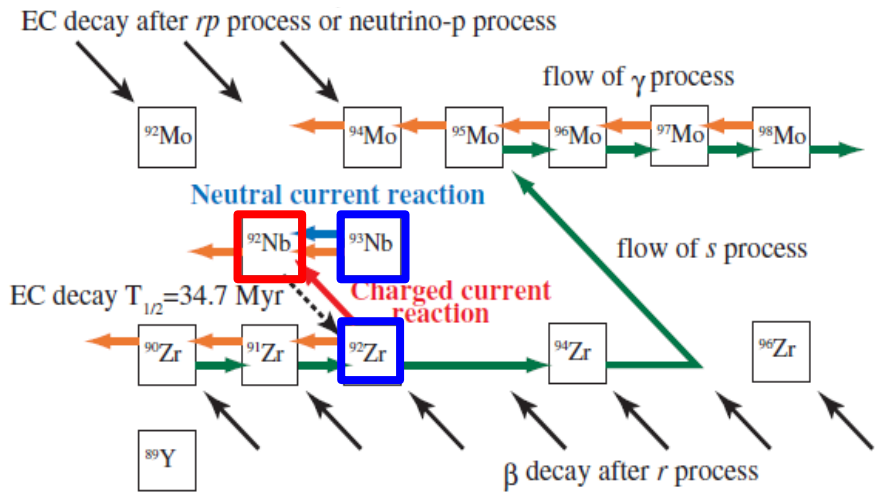 EC decay after rp process or neutrino-p process
flow of γ process
⁹²Mo
⁹⁴Mo
⁹⁵Mo
⁹⁶Mo
⁹⁷Mo
⁹⁸Mo
Neutral current reaction
⁹²Nb
⁹³Nb
flow of s process
EC decay T₁/₂=34.7 Myr
Charged current
reaction
⁹⁰Zr
⁹¹Zr
⁹²Zr
⁹⁴Zr
⁹⁶Zr
⁸⁹Y
β decay after r process